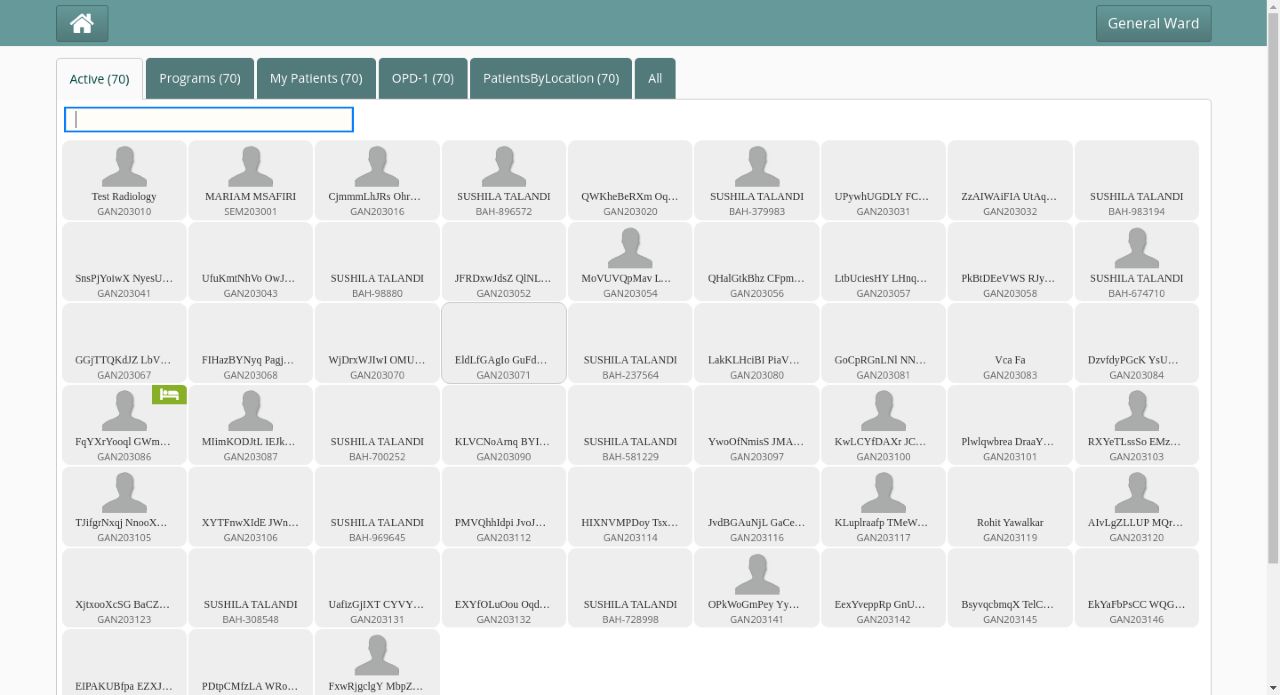 General Ward
Active (70)
Programs (70)
My Patients (70)
OPD-1 (70)
PatientsByLocation (70)
All
Test Radiology
GAN203010
MARIAM MSAFIRI
SEM203001
CjmmmLhJRs Ohr…
GAN203016
SUSHILA TALANDI
BAH-896572
QWKheBeRXm Oq…
GAN203020
SUSHILA TALANDI
BAH-379983
UPywhUGDLY FC…
GAN203031
ZzAIWAiFIA UtAq…
GAN203032
SUSHILA TALANDI
BAH-983194
SnsPjYoiwX NyesU…
GAN203041
UfuKmtNhVo OwJ…
GAN203043
SUSHILA TALANDI
BAH-98880
JFRDxwJdsZ QlNL…
GAN203052
MoVUVQpMav L…
GAN203054
QHalGtkBhz CFpm…
GAN203056
LtbUciesHY LHnq…
GAN203057
PkBtDEeVWS RJy…
GAN203058
SUSHILA TALANDI
BAH-674710
GGjTTQKdJZ LbV…
GAN203067
FIHazBYNyq Pagj…
GAN203068
WjDrxWJIwI OMU…
GAN203070
EldLfGAgIo GuFd…
GAN203071
SUSHILA TALANDI
BAH-237564
LakKLHciBI PiaV…
GAN203080
GoCpRGnLNl NN…
GAN203081
Vca Fa
GAN203083
DzvfdyPGcK YsU…
GAN203084
FqYXrYooql GWm…
GAN203086
MIimKODJtL IEJk…
GAN203087
SUSHILA TALANDI
BAH-700252
KLVCNoArnq BYI…
GAN203090
SUSHILA TALANDI
BAH-581229
YwoOfNmisS JMA…
GAN203097
KwLCYfDAXr JC…
GAN203100
Plwlqwbrea DraaY…
GAN203101
RXYeTLssSo EMz…
GAN203103
TJifgrNxqj NnooX…
GAN203105
XYTFnwXIdE JWn…
GAN203106
SUSHILA TALANDI
BAH-969645
PMVQhhIdpi JvoJ…
GAN203112
HIXNVMPDoy Tsx…
GAN203114
JvdBGAuNjL GaCe…
GAN203116
KLuplraafp TMeW…
GAN203117
Rohit Yawalkar
GAN203119
AIvLgZLLUP MQr…
GAN203120
XjtxooXcSG BaCZ…
GAN203123
SUSHILA TALANDI
BAH-308548
UafizGjIXT CYVY…
GAN203131
EXYfOLuOou Oqd…
GAN203132
SUSHILA TALANDI
BAH-728998
OPkWoGmPey Yy…
GAN203141
EexYveppRp GnU…
GAN203142
BsyvqcbmqX TelC…
GAN203145
EkYaFbPsCC WQG…
GAN203146
EIPAKUBfpa EZXJ…
PDtpCMfzLA WRo…
FxwRjgclgY MbpZ…